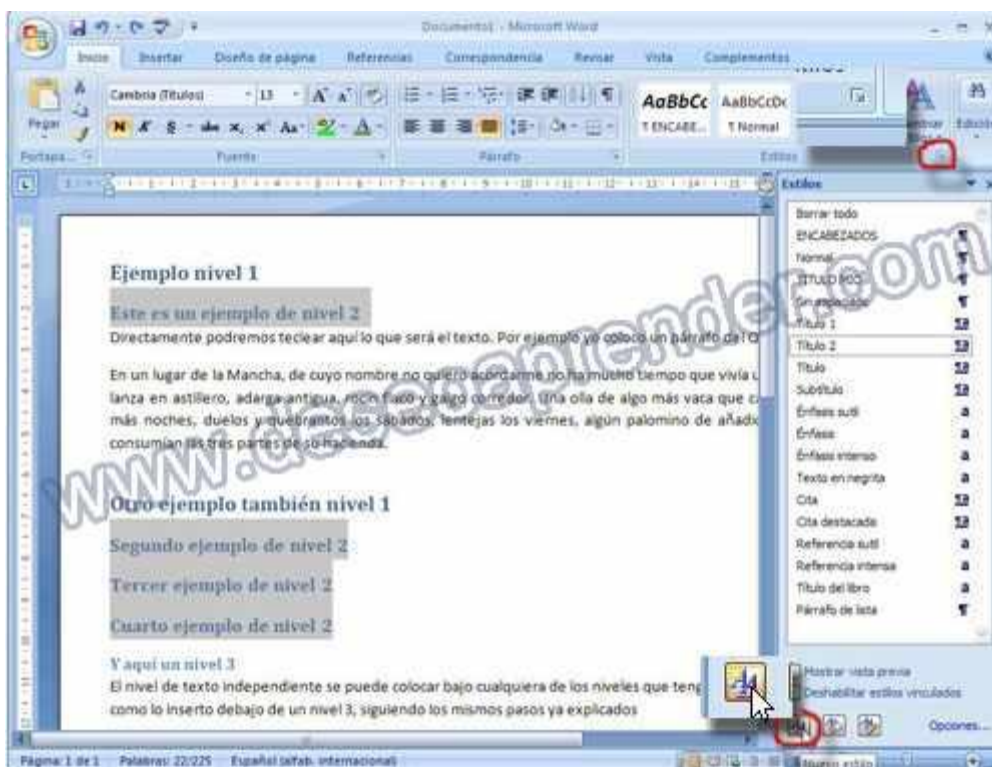 Documento1 - Microsoft Word
Inicio Insertar Diseño de página Referencias Correspondencia Revisar Vista Complementos
Cambria (Títulos) 13
Pegar
N K S abc x, x' Aa
AaBbCc AaBbCcDc
¶ ENCABE... ¶ Normal
Edición
Portapa... Fuente Párrafo Estilos
Estilos
Borrar todo
ENCABEZADOS
Normal
TITULO MIO
Sin espaciado
Título 1
Título 2
Título
Subtítulo
Énfasis sutil
Énfasis
Énfasis intenso
Texto en negrita
Cita
Cita destacada
Referencia sutil
Referencia intensa
Título del libro
Párrafo de lista
Mostrar vista previa
Deshabilitar estilos vinculados
Opciones...
Nuevo estilo
Ejemplo nivel 1
Este es un ejemplo de nivel 2
Directamente podremos teclear aquí lo que será el texto. Por ejemplo yo coloco un párrafo del Q
En un lugar de la Mancha, de cuyo nombre no quiero acordarme no ha mucho tiempo que vivía u
lanza en astillero, adarga antigua, rocín flaco y galgo corredor. Una olla de algo más vaca que ca
más noches, duelos y quebrantos los sábados, lentejas los viernes, algún palomino de añadi
consumían las tres partes de su hacienda.
Otro ejemplo también nivel 1
Segundo ejemplo de nivel 2
Tercer ejemplo de nivel 2
Cuarto ejemplo de nivel 2
Y aquí un nivel 3
El nivel de texto independiente se puede colocar bajo cualquiera de los niveles que teng
como lo inserto debajo de un nivel 3, siguiendo los mismos pasos ya explicados
www.deseoaprender.com
Página: 1 de 1 Palabras: 22/225 Español (alfab. internacional)